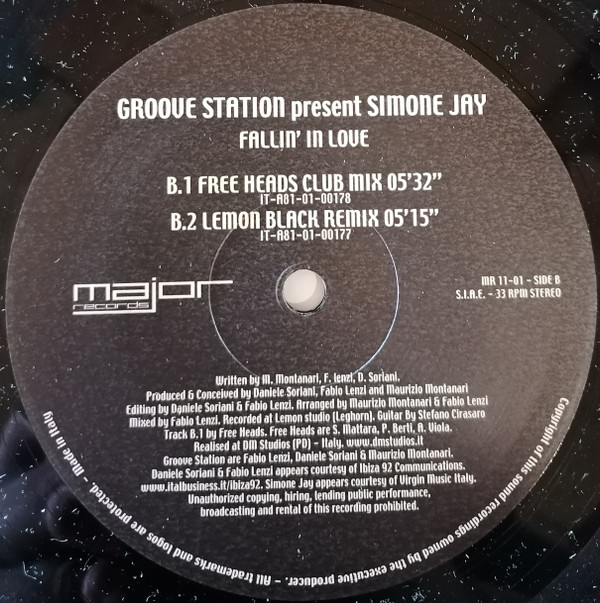 GROOVE STATION present SIMONE JAY
FALLIN' IN LOVE
B.1 FREE HEADS CLUB MIX 05'32"
IT-A81-01-00178
B.2 LEMON BLACK REMIX 05'15"
IT-A81-01-00177
major
records
MR 11-01 - SIDE B
S.I.A.E. - 33 RPM STEREO
Written by M. Montanari, F. lenzi, D. Soriani.
Produced & Conceived by Daniele Soriani, Fabio Lenzi and Maurizio Montanari
Editing by Daniele Soriani & Fabio Lenzi. Arranged by Maurizio Montanari & Fabio Lenzi
Mixed by Fabio Lenzi. Recorded at Lemon studio (Leghorn). Guitar By Stefano Cirasaro
Track B.1 by Free Heads. Free Heads are S. Mattara, P. Berti, A. Viola.
Realised at DM Studios (PD) - Italy. www.dmstudios.it
Groove Station are Fabio Lenzi, Daniele Soriani & Maurizio Montanari.
Daniele Soriani & Fabio Lenzi appears courtesy of Ibiza 92 Communications.
www.italbusiness.it/ibiza92. Simone Jay appears courtesy of Virgin Music Italy.
Unauthorized copying, hiring, lending public performance,
broadcasting and rental of this recording prohibited.
Copyright of this sound recordings owned by the executive producer. - All trademarks and logos are protected - Made in Italy